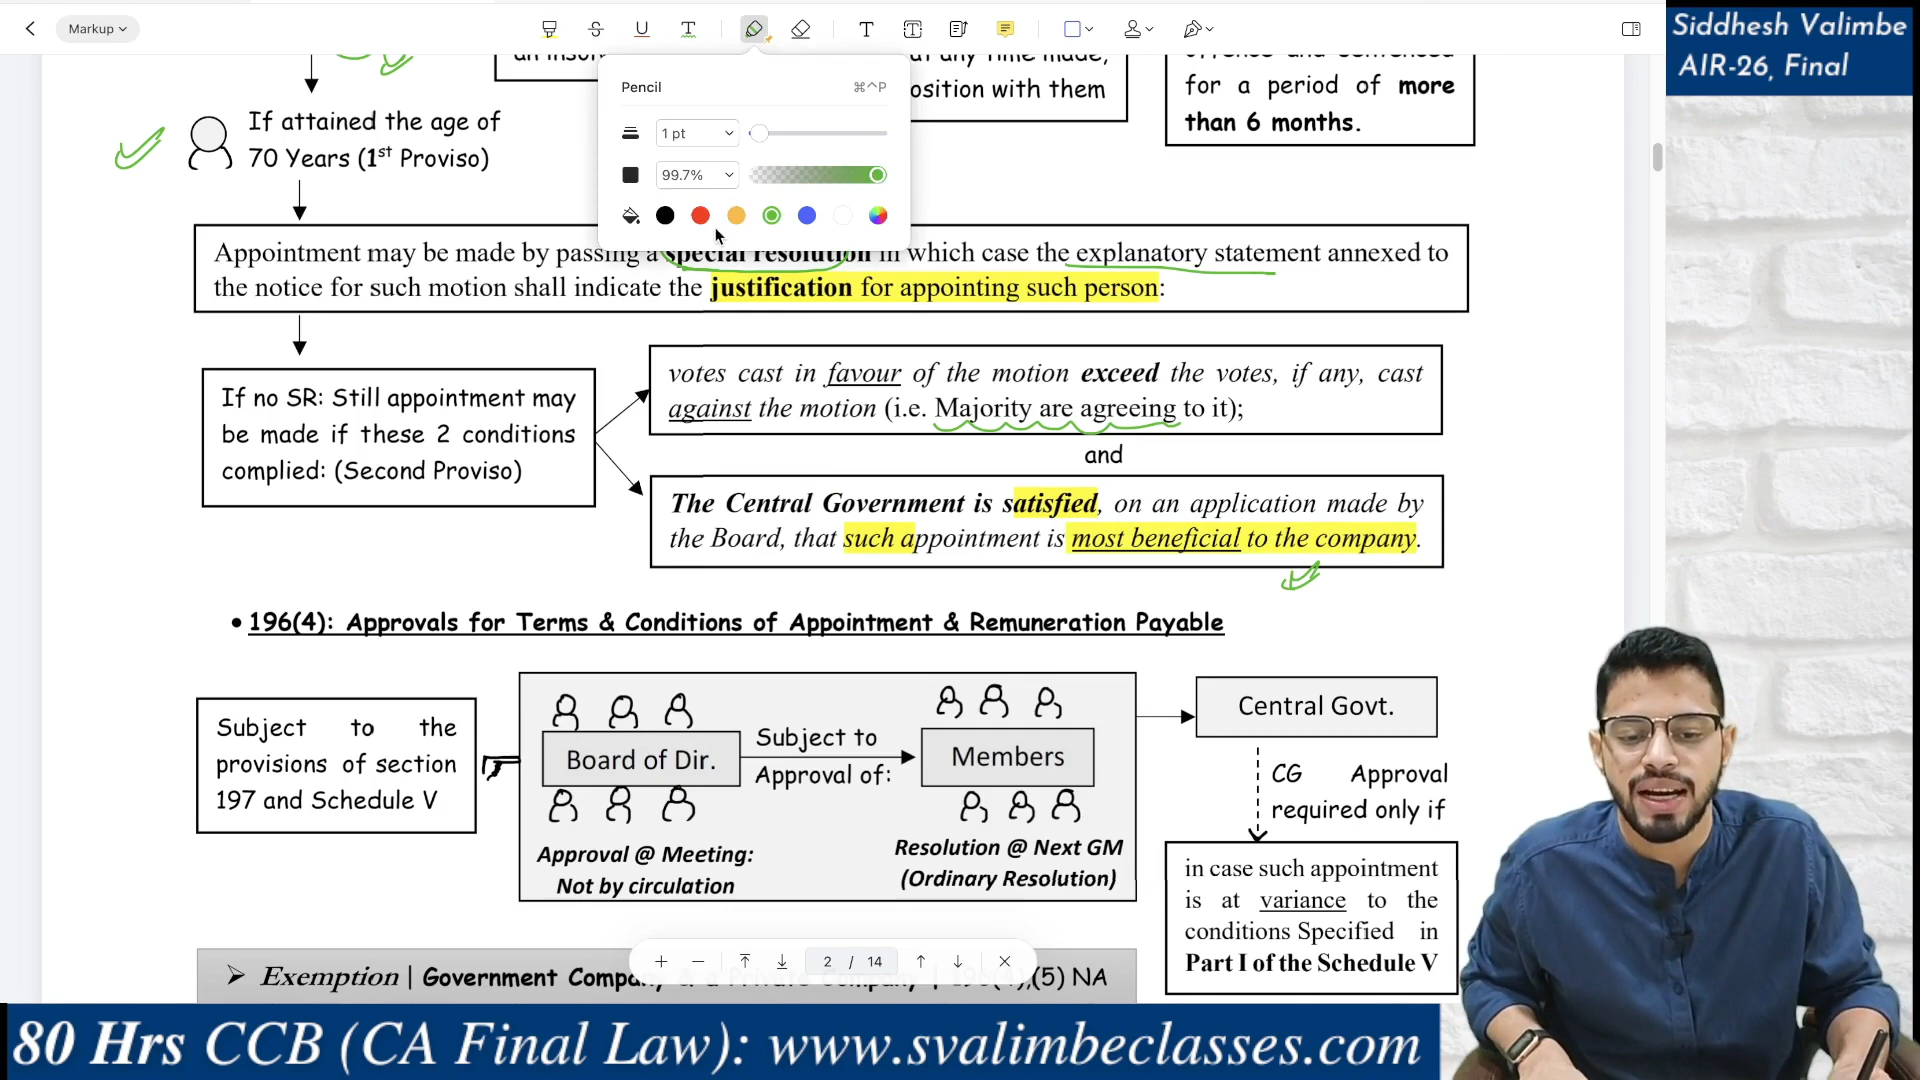 Markup
Siddhesh Valimbe
AIR-26, Final
Pencil
⌘^P
1 pt
99.7%
any time made,
osition with them
for a period of more
than 6 months.
If attained the age of
70 Years (1st Proviso)
Appointment may be made by passing a special resolution in which case the explanatory statement annexed to
the notice for such motion shall indicate the justification for appointing such person:
If no SR: Still appointment may
be made if these 2 conditions
complied: (Second Proviso)
votes cast in favour of the motion exceed the votes, if any, cast
against the motion (i.e. Majority are agreeing to it);
and
The Central Government is satisfied, on an application made by
the Board, that such appointment is most beneficial to the company.
• 196(4): Approvals for Terms & Conditions of Appointment & Remuneration Payable
Subject to the
provisions of section
197 and Schedule V
Board of Dir.
Subject to
Approval of:
Members
Approval @ Meeting:
Not by circulation
Resolution @ Next GM
(Ordinary Resolution)
Central Govt.
CG Approval
required only if
in case such appointment
is at variance to the
conditions Specified in
Part I of the Schedule V
2 / 14
➢ Exemption | Government Company & a Private Company | 196(4),(5) NA
80 Hrs CCB (CA Final Law): www.svalimbeclasses.com